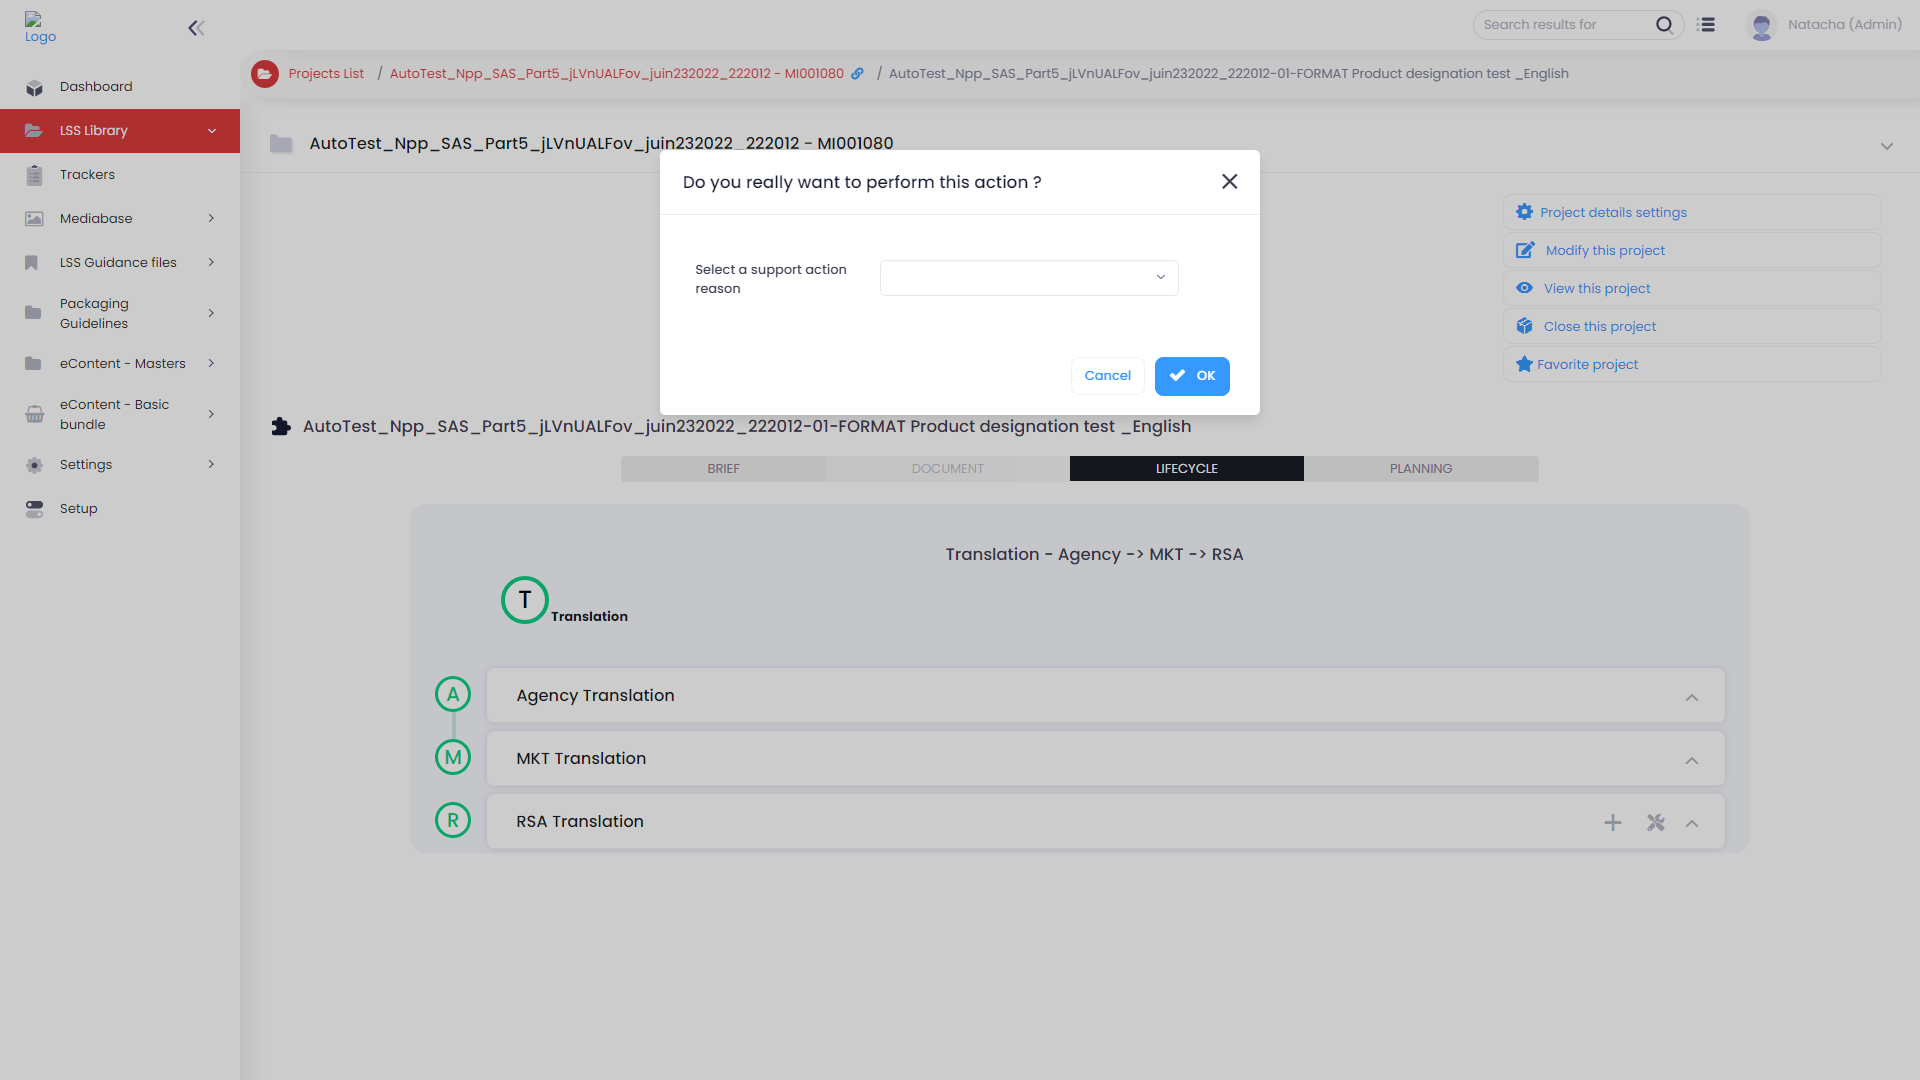 Logo
Search results for
Natacha (Admin)
Projects List / AutoTest_Npp_SAS_Part5_jLVnUALFov_juin232022_222012 - MI001080 / AutoTest_Npp_SAS_Part5_jLVnUALFov_juin232022_222012-01-FORMAT Product designation test _English
Dashboard
LSS Library
Trackers
Mediabase
LSS Guidance files
Packaging
Guidelines
eContent - Masters
eContent - Basic
bundle
Settings
Setup
AutoTest_Npp_SAS_Part5_jLVnUALFov_juin232022_222012 - MI001080
Do you really want to perform this action ?
Select a support action
reason
Cancel
OK
Project details settings
Modify this project
View this project
Close this project
Favorite project
AutoTest_Npp_SAS_Part5_jLVnUALFov_juin232022_222012-01-FORMAT Product designation test _English
BRIEF
DOCUMENT
LIFECYCLE
PLANNING
Translation - Agency -> MKT -> RSA
T Translation
A Agency Translation
M MKT Translation
R RSA Translation